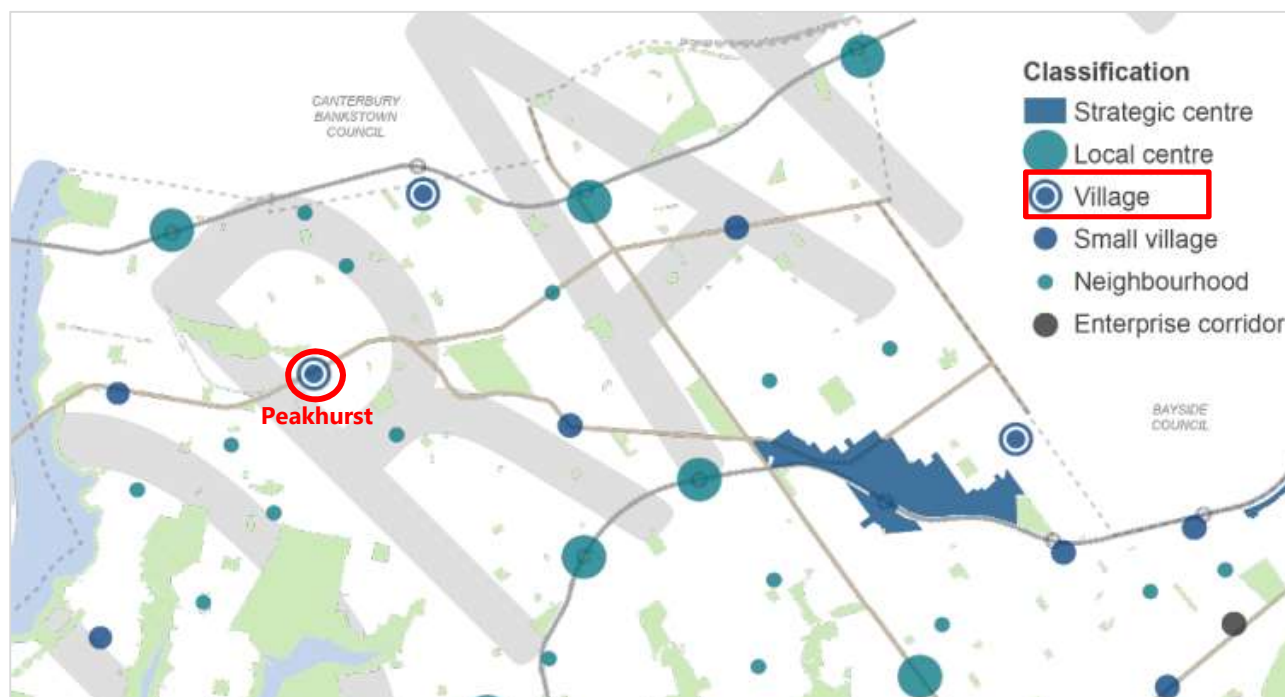 CANTERBURY
BANKSTOWN
COUNCIL
Classification
Strategic centre
Local centre
Village
Small village
Neighbourhood
Enterprise corridor
Peakhurst
BAYSIDE
COUNCIL